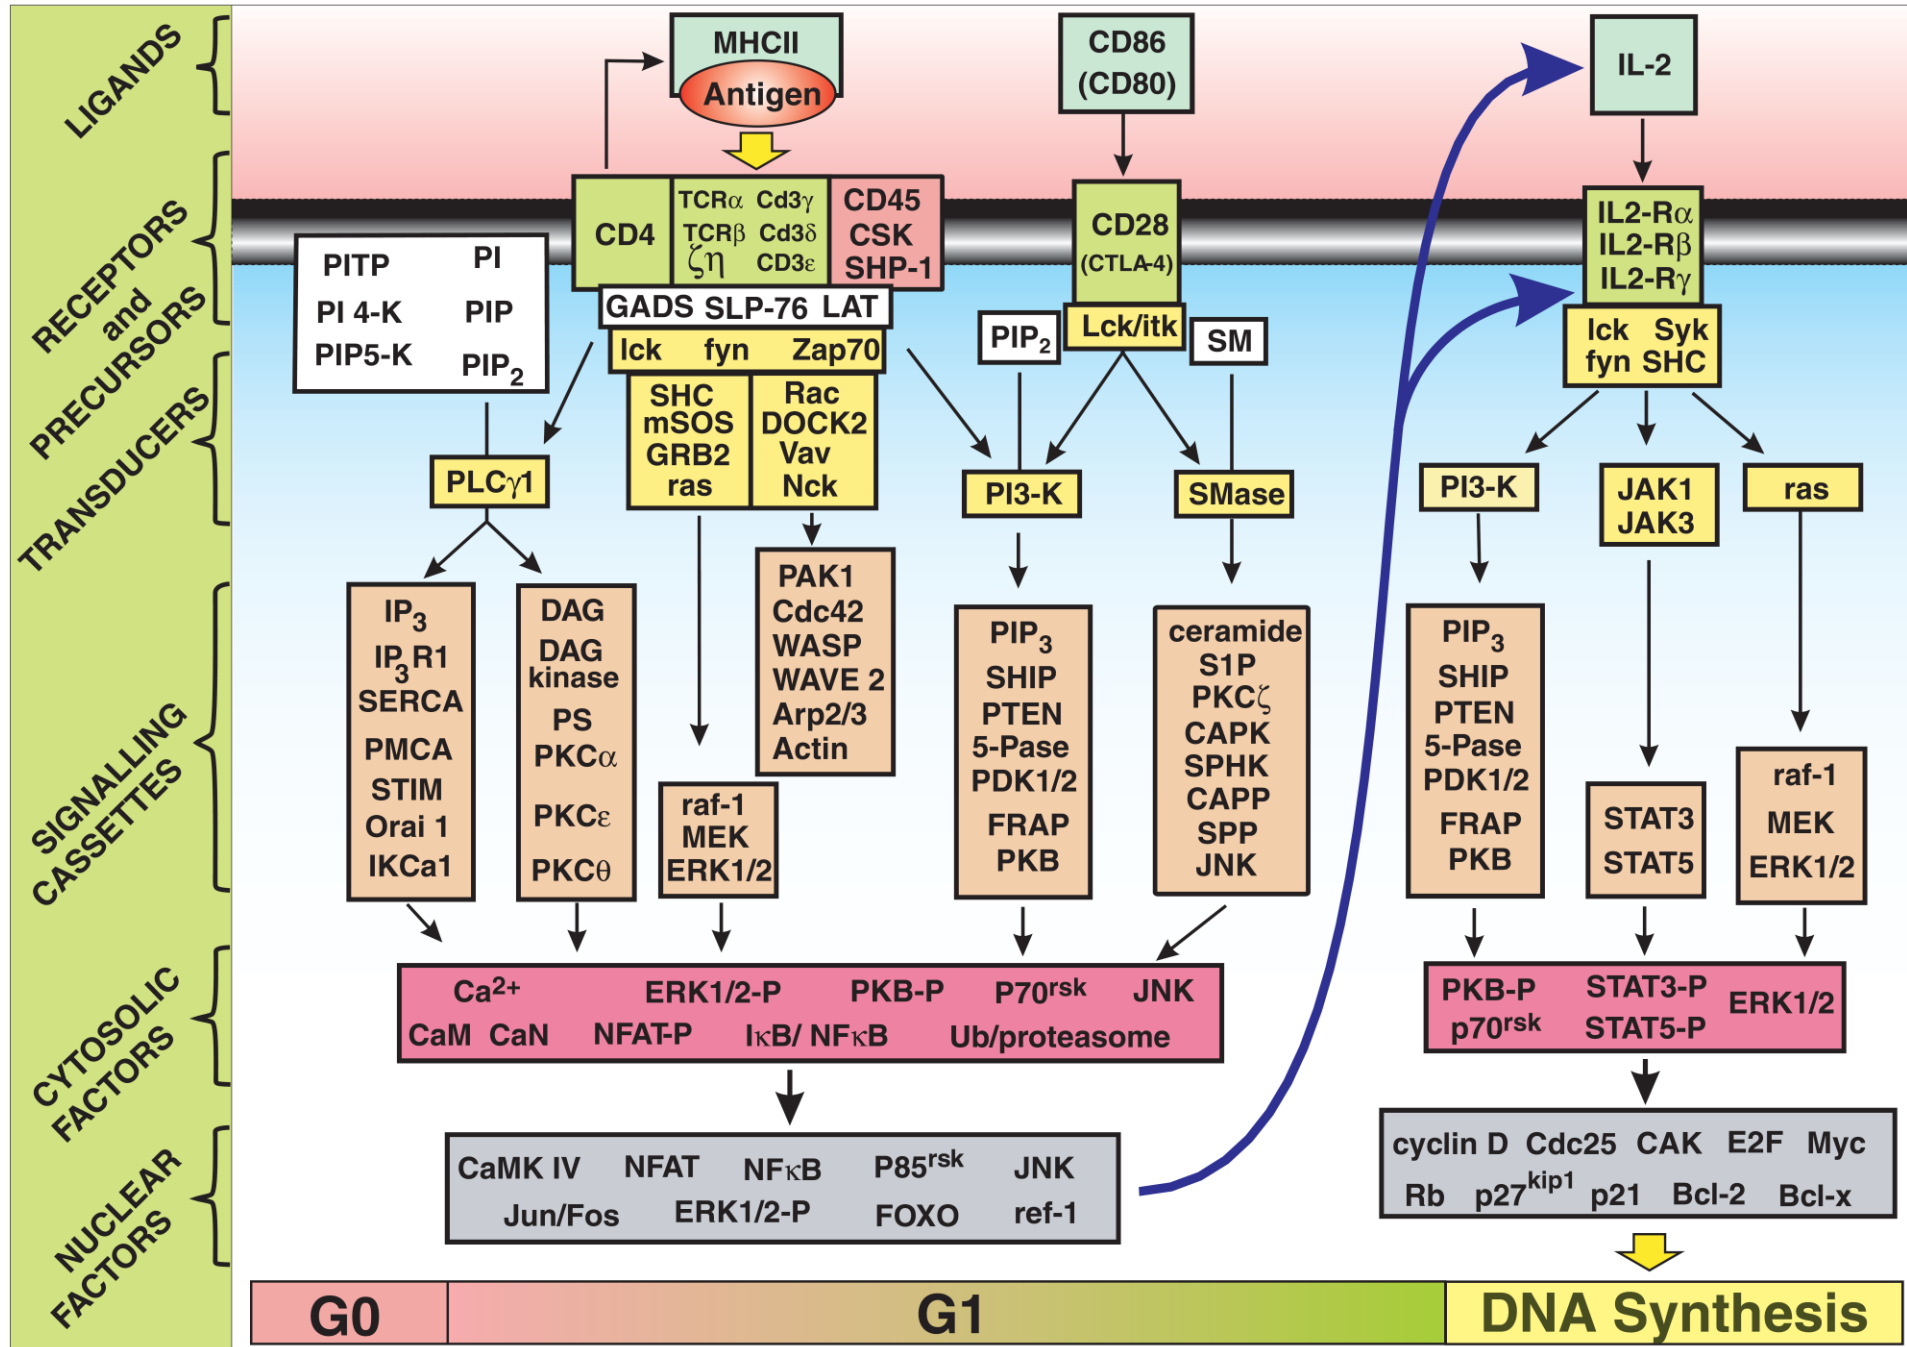 LIGANDS
RECEPTORS
and
PRECURSORS
TRANSDUCERS
SIGNALLING
CASSETTES
CYTOSOLIC
FACTORS
NUCLEAR
FACTORS
MHCII
Antigen
CD86
(CD80)
IL-2
CD4
TCRα Cd3γ
TCRβ Cd3δ
ζη CD3ε
CD45
CSK
SHP-1
GADS SLP-76 LAT
lck fyn Zap70
SHC
mSOS
GRB2
ras
Rac
DOCK2
Vav
Nck
PITP PI
PI 4-K PIP
PIP5-K PIP2
PLCγ1
CD28
(CTLA-4)
Lck/itk
PIP2
SM
PI3-K
SMase
IL2-Rα
IL2-Rβ
IL2-Rγ
lck Syk
fyn SHC
PI3-K
JAK1
JAK3
ras
IP3
IP3R1
SERCA
PMCA
STIM
Orai 1
IKCa1
DAG
DAG
kinase
PS
PKCα
PKCε
PKCθ
raf-1
MEK
ERK1/2
PAK1
Cdc42
WASP
WAVE 2
Arp2/3
Actin
PIP3
SHIP
PTEN
5-Pase
PDK1/2
FRAP
PKB
ceramide
S1P
PKCζ
CAPK
SPHK
CAPP
SPP
JNK
PIP3
SHIP
PTEN
5-Pase
PDK1/2
FRAP
PKB
STAT3
STAT5
raf-1
MEK
ERK1/2
Ca2+ ERK1/2-P PKB-P P70rsk JNK
CaM CaN NFAT-P IκB/ NFκB Ub/proteasome
PKB-P STAT3-P ERK1/2
p70rsk STAT5-P
CaMK IV NFAT NFκB P85rsk JNK
Jun/Fos ERK1/2-P FOXO ref-1
cyclin D Cdc25 CAK E2F Myc
Rb p27kip1 p21 Bcl-2 Bcl-x
G0 G1 DNA Synthesis